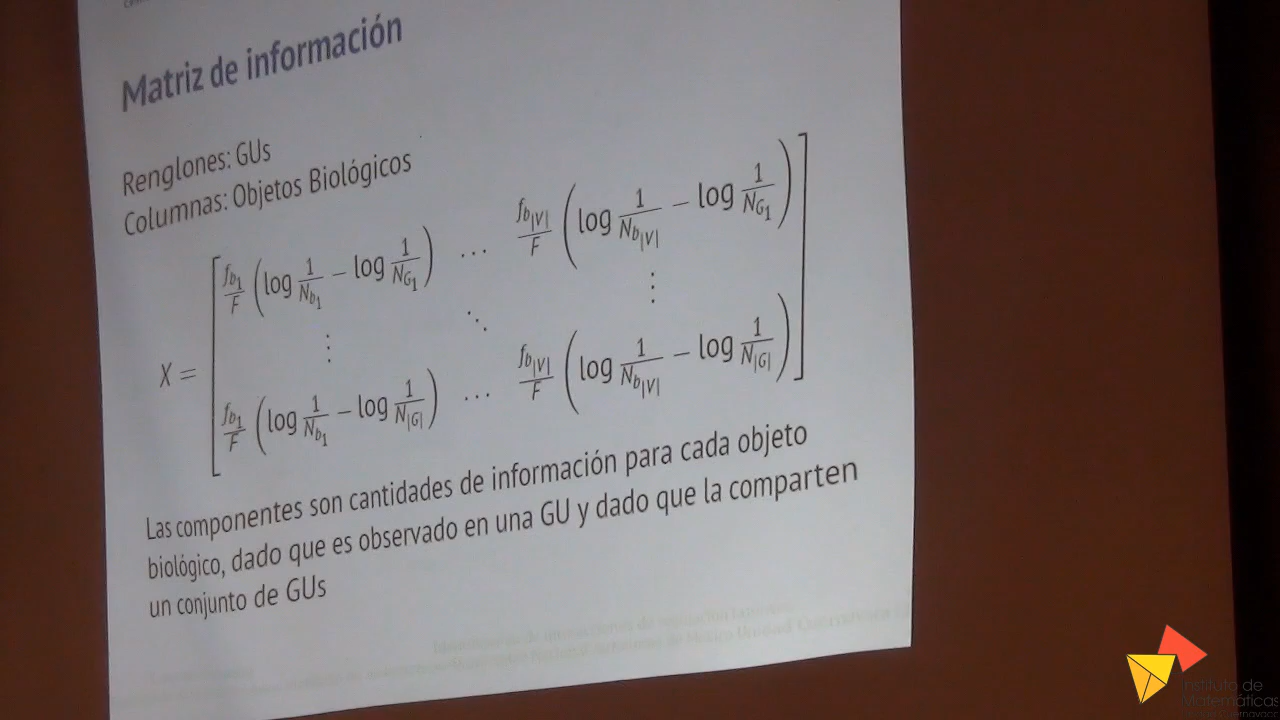 Matriz de información
Renglones: GUs
Columnas: Objetos Biológicos
X = [ f_{b_1}/F ( log 1/N_{b_1} − log 1/N_{G_1} ) ⋯ f_{b_{|V|}}/F ( log 1/N_{b_{|V|}} − log 1/N_{G_1} )
⋮ ⋱ ⋮
f_{b_1}/F ( log 1/N_{b_1} − log 1/N_{|G|} ) ⋯ f_{b_{|V|}}/F ( log 1/N_{b_{|V|}} − log 1/N_{|G|} ) ]
Las componentes son cantidades de información para cada objeto
biológico, dado que es observado en una GU y dado que la comparten
un conjunto de GUs
Instituto de
Matemáticas